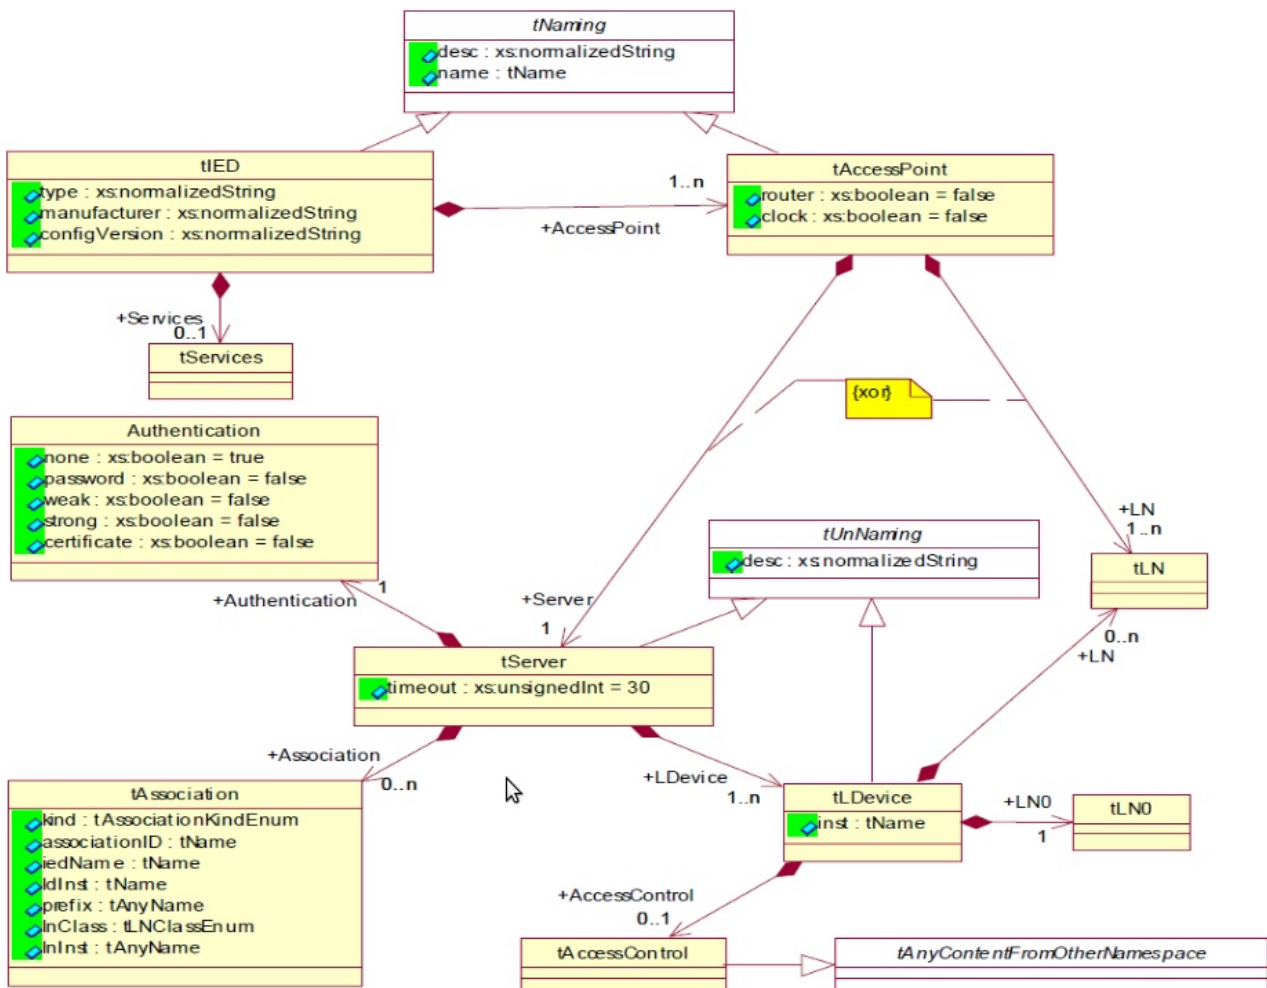 tNaming
desc : xs:normalizedString
name : tName
tIED
type : xs:normalizedString
manufacturer : xs:normalizedString
configVersion : xs:normalizedString
1..n
+AccessPoint
tAccessPoint
router : xs:boolean = false
clock : xs:boolean = false
+Services
0..1
tServices
{xor}
Authentication
none : xs:boolean = true
password : xs:boolean = false
weak : xs:boolean = false
strong : xs:boolean = false
certificate : xs:boolean = false
+LN
1..n
tUnNaming
desc : xs:normalizedString
tLN
1
+Authentication
+Server
1
0..n
+LN
tServer
timeout : xs:unsignedInt = 30
+Association
0..n
+LDevice
1..n
tAssociation
kind : tAssociationKindEnum
associationID : tName
iedName : tName
ldInst : tName
prefix : tAnyName
lnClass : tLNClassEnum
lnInst : tAnyName
tLDevice
inst : tName
+LN0
1
tLN0
+AccessControl
0..1
tAccessControl
tAnyContentFromOtherNamespace